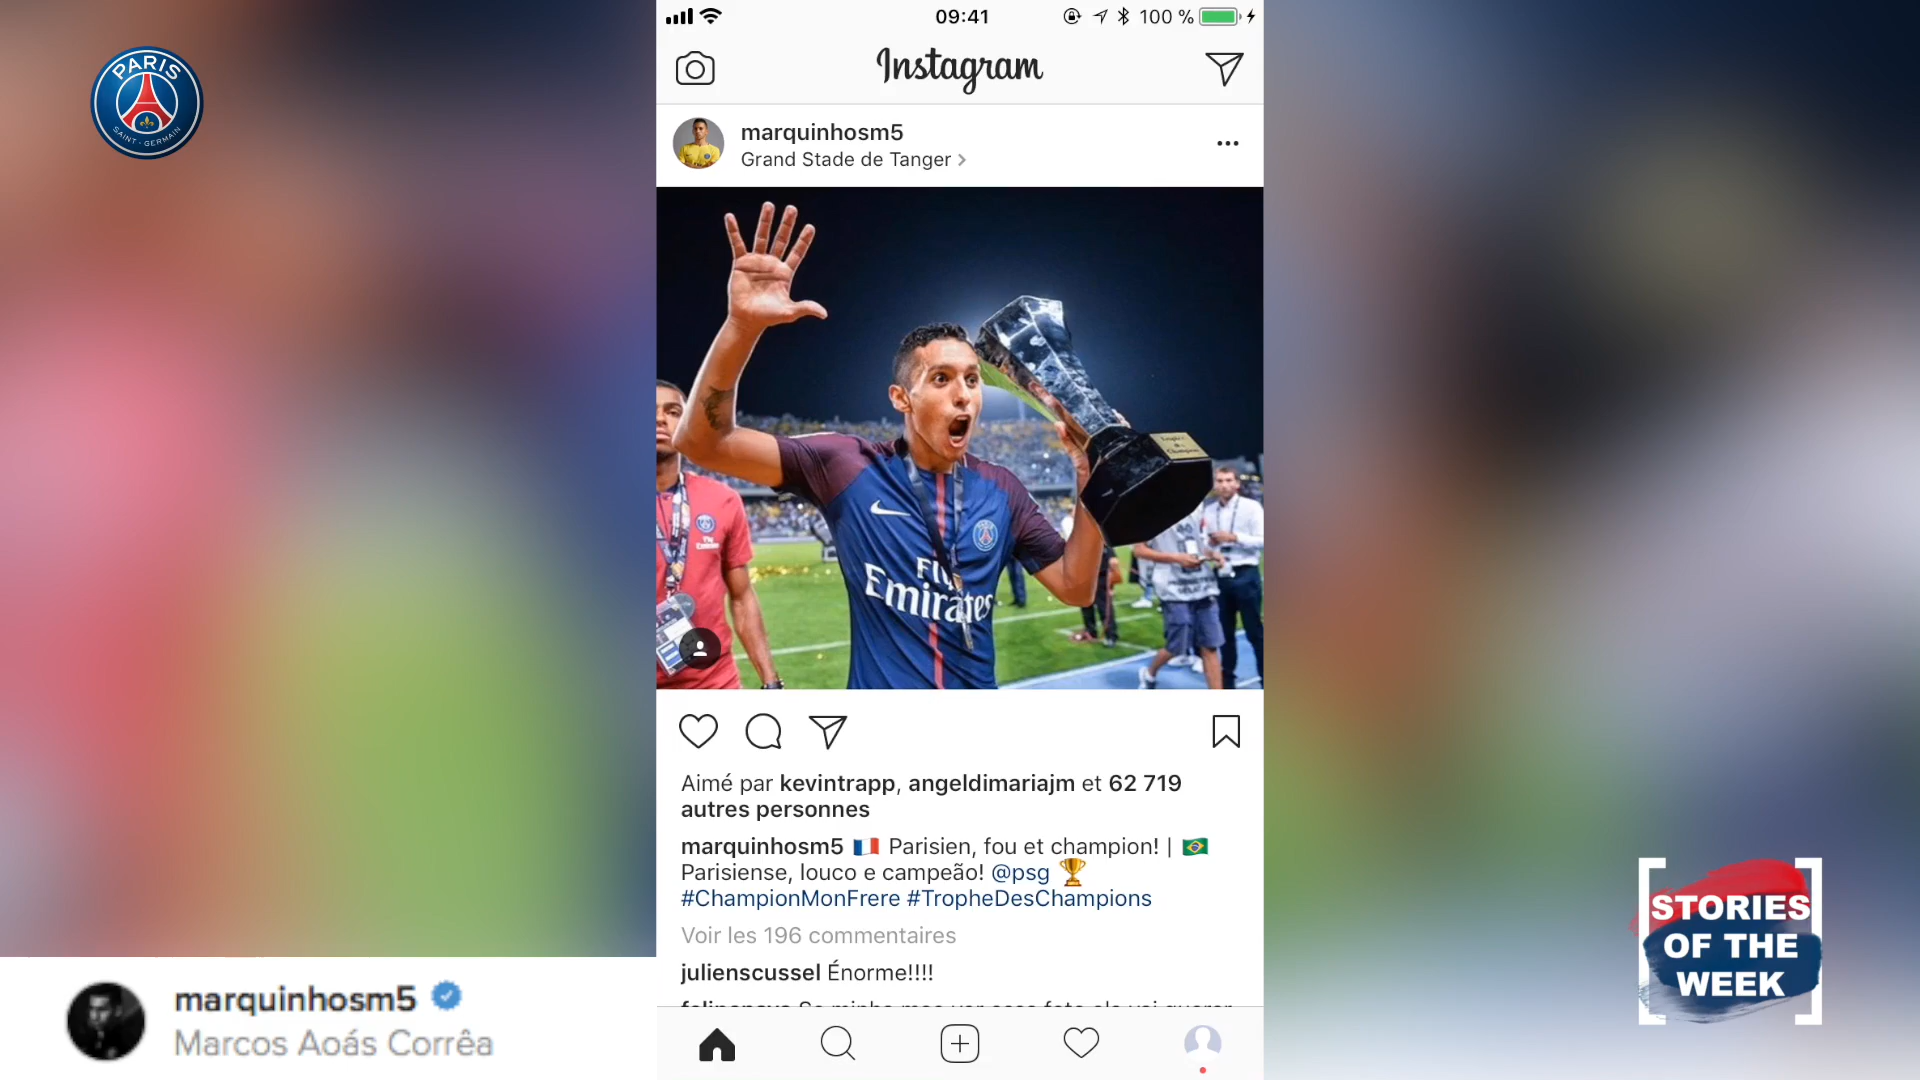 PARIS
SAINT-GERMAIN
09:41
100 %
Instagram
marquinhosm5
Grand Stade de Tanger
Fly
Emirates
Aimé par kevintrapp, angeldimariajm et 62 719
autres personnes
marquinhosm5 🇫🇷 Parisien, fou et champion! | 🇧🇷
Parisiense, louco e campeão! @psg 🏆
#ChampionMonFrere #TropheDesChampions
Voir les 196 commentaires
julienscussel Énorme!!!!
marquinhosm5
Marcos Aoás Corrêa
STORIES
OF THE
WEEK